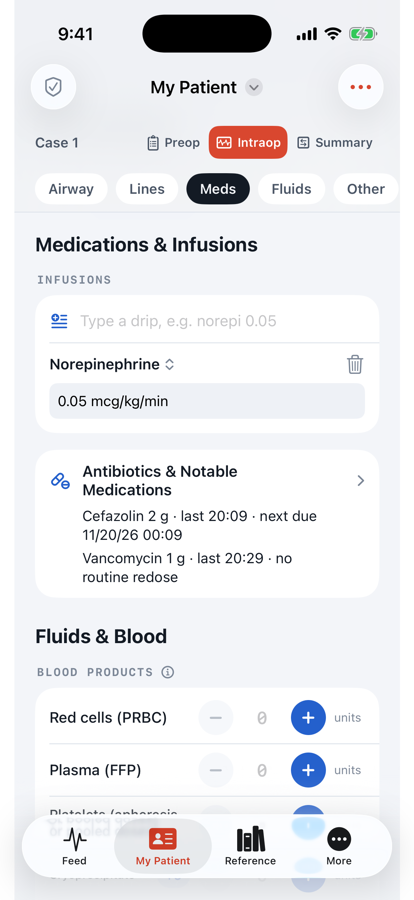 9:41
My Patient
Case 1
Preop
Intraop
Summary
Airway
Lines
Meds
Fluids
Other
Medications & Infusions
INFUSIONS
Type a drip, e.g. norepi 0.05
Norepinephrine
0.05 mcg/kg/min
Antibiotics & Notable
Medications
Cefazolin 2 g · last 20:09 · next due
11/20/26 00:09
Vancomycin 1 g · last 20:29 · no
routine redose
Fluids & Blood
BLOOD PRODUCTS
Red cells (PRBC)
0
units
Plasma (FFP)
0
units
Feed
My Patient
Reference
More